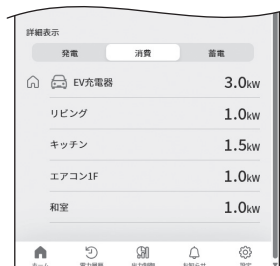 詳細表示
発電 消費 蓄電
EV充電器 3.0kW
リビング 1.0kW
キッチン 1.5kW
エアコン1F 1.0kW
和室 1.0kW